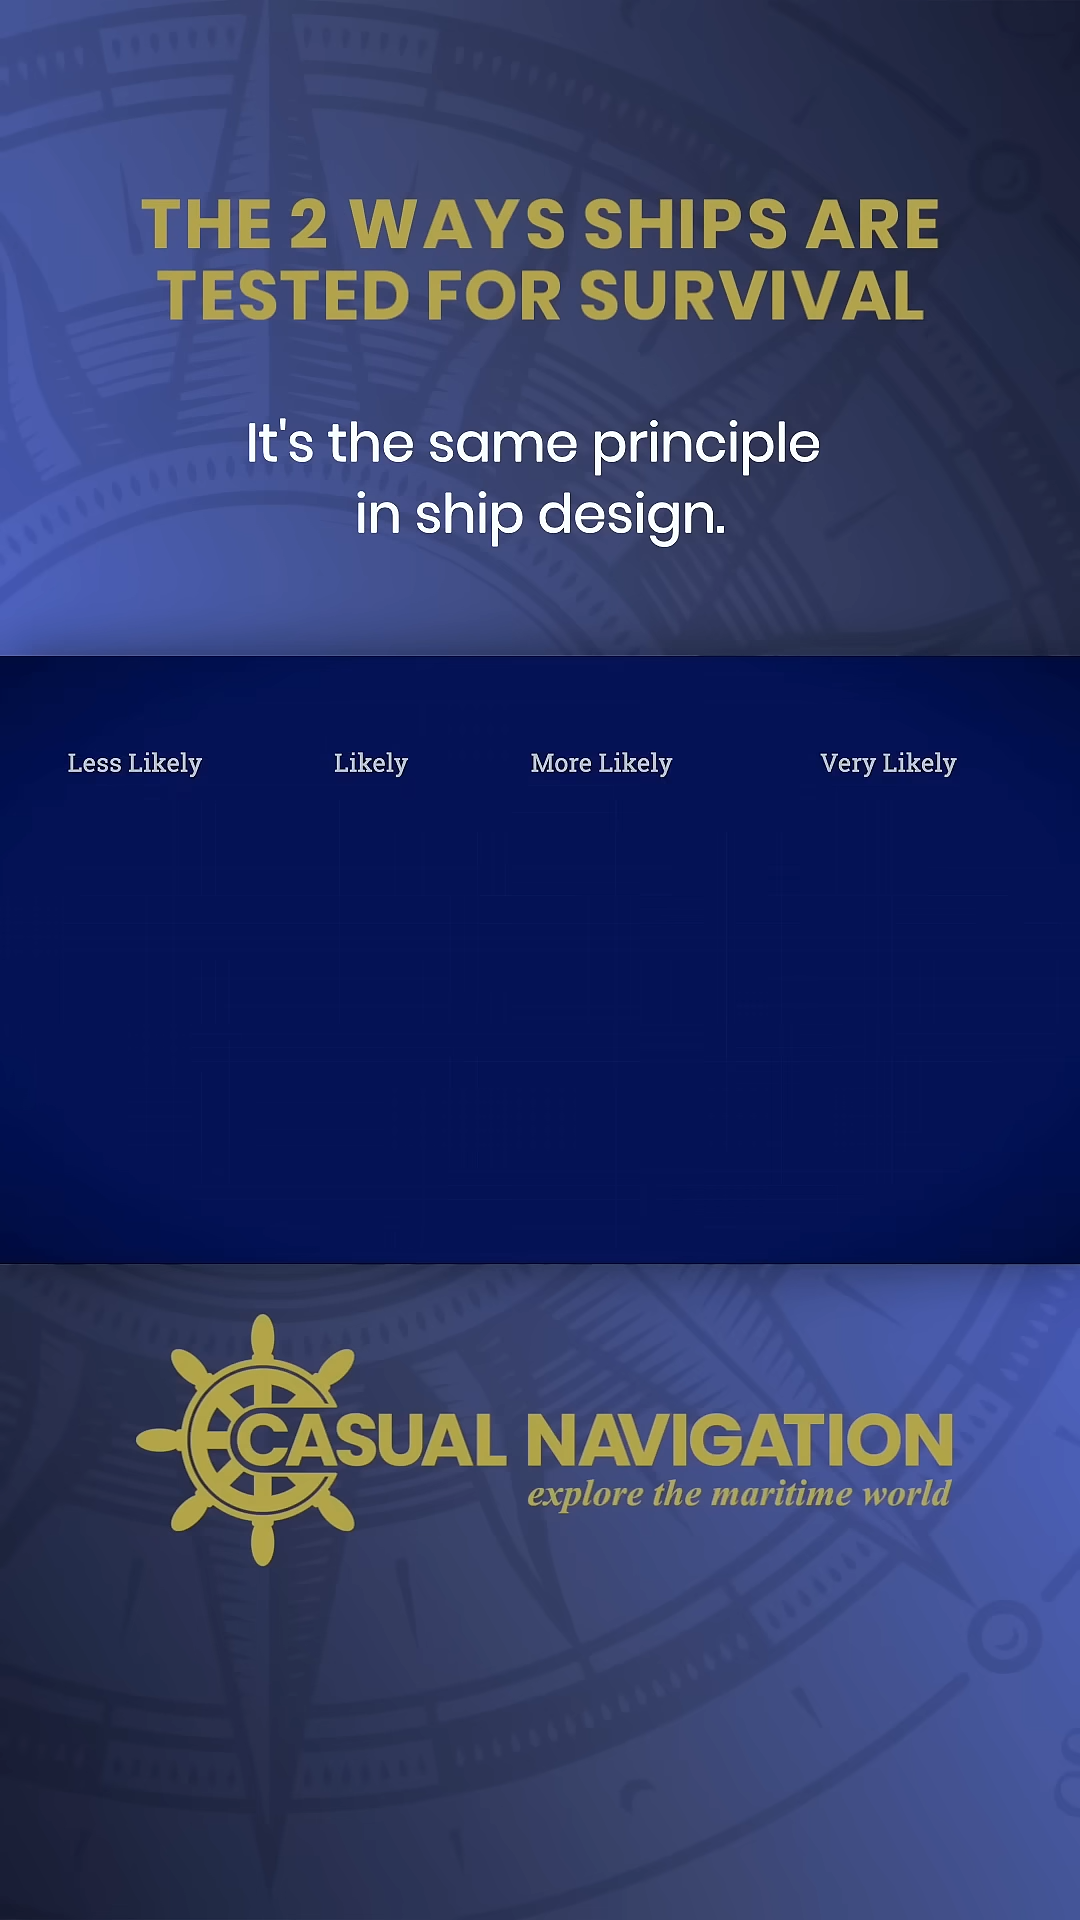 THE 2 WAYS SHIPS ARE
TESTED FOR SURVIVAL
It's the same principle
in ship design.
Less Likely Likely More Likely Very Likely
CASUAL NAVIGATION
explore the maritime world